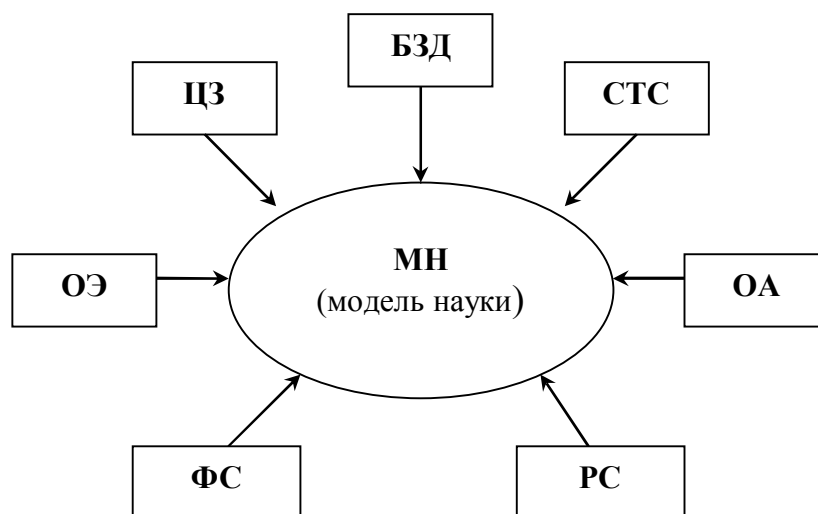 БЗД
ЦЗ
СТС
МН
(модель науки)
ОЭ
ОА
ФС
РС